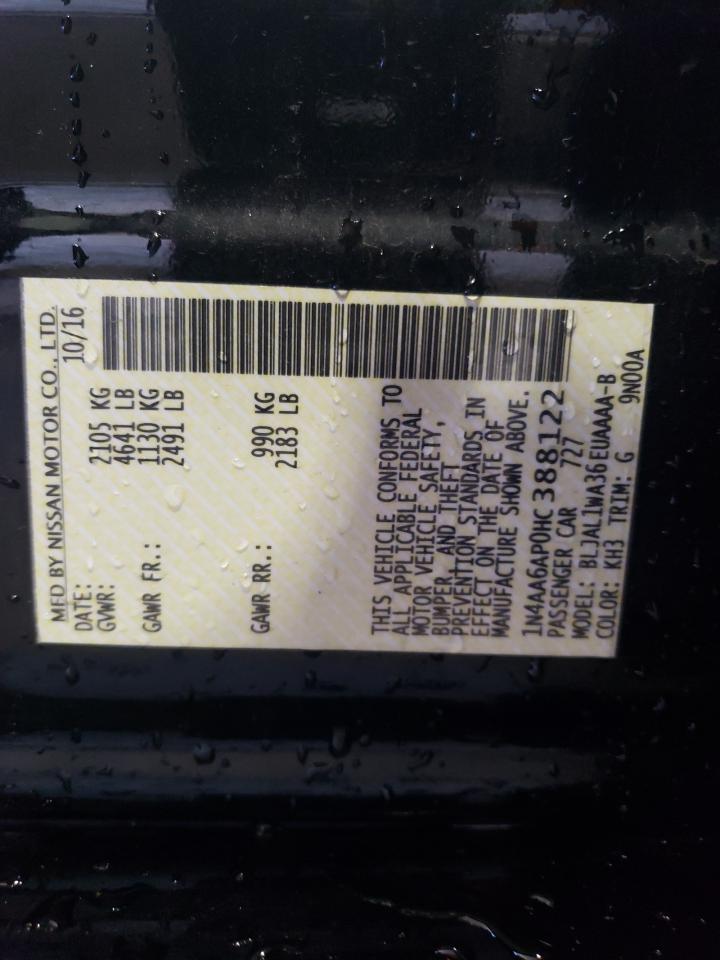 MFD BY NISSAN MOTOR CO., LTD.
DATE: 10/16
GVWR: 2105 KG
4641 LB
GAWR FR.: 1130 KG
2491 LB
GAWR RR.: 990 KG
2183 LB
THIS VEHICLE CONFORMS TO
ALL APPLICABLE FEDERAL
MOTOR VEHICLE SAFETY,
BUMPER, AND THEFT
PREVENTION STANDARDS IN
EFFECT ON THE DATE OF
MANUFACTURE SHOWN ABOVE.
1N4AA6AP0HC388122
PASSENGER CAR 727
MODEL: BLJAL1WA36EUAAAA-B
COLOR: KH3 TRIM: G 9N00A